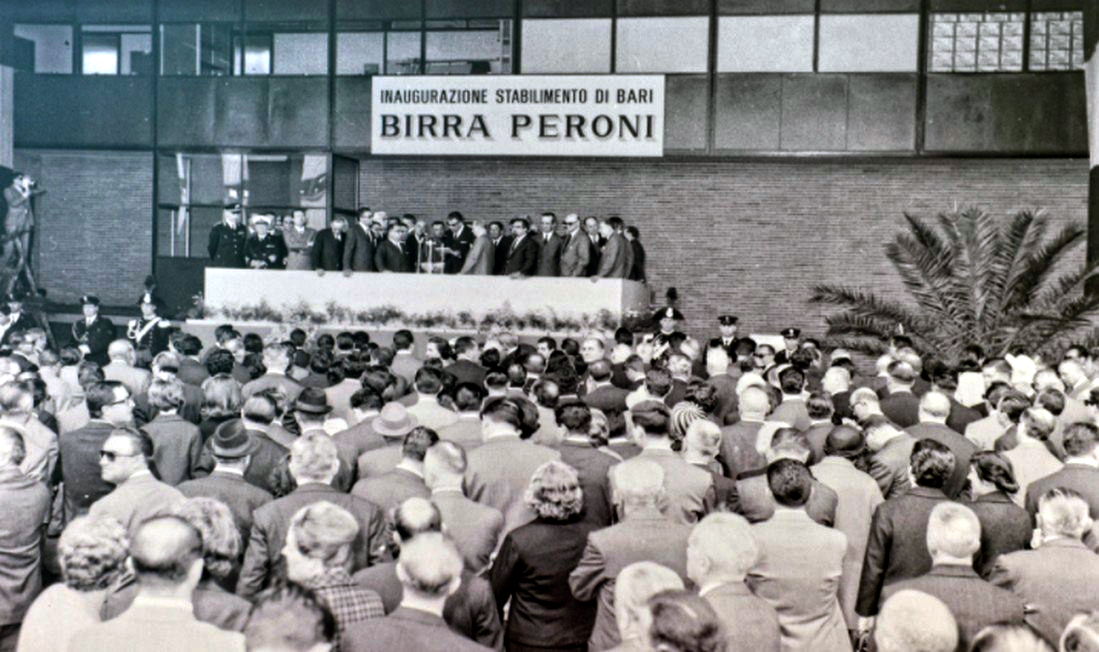 INAUGURAZIONE STABILIMENTO DI BARI
BIRRA PERONI